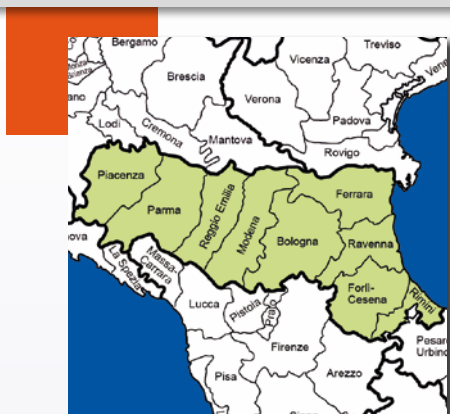 Bergamo
Treviso
Vicenza
Brescia
Verona
Padova
Lodi
Cremona
Mantova
Rovigo
Piacenza
Parma
Reggio Emilia
Modena
Ferrara
Bologna
Ravenna
La Spezia
Massa-
Carrara
Forlì-
Cesena
Rimini
Lucca
Pistoia
Prato
Firenze
Pesaro
Urbino
Pisa
Arezzo